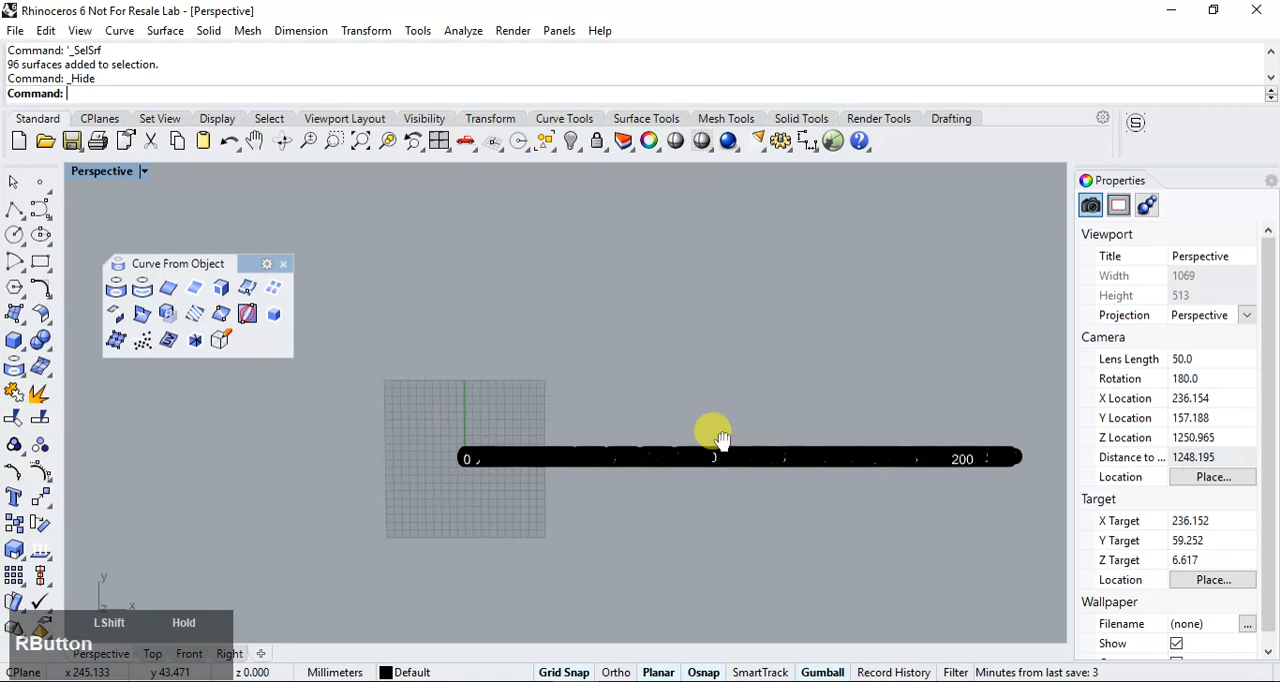 Rhinoceros 6 Not For Resale Lab - [Perspective]
File Edit View Curve Surface Solid Mesh Dimension Transform Tools Analyze Render Panels Help
Command: '_SelSrf
96 surfaces added to selection.
Command: _Hide
Command:
Standard CPlanes Set View Display Select Viewport Layout Visibility Transform Curve Tools Surface Tools Mesh Tools Solid Tools Render Tools Drafting
Perspective
Properties
Viewport
Title Perspective
Width 1069
Height 513
Projection Perspective
Camera
Lens Length 50.0
Rotation 180.0
X Location 236.154
Y Location 157.188
Z Location 1250.965
Distance to ... 1248.195
Location Place...
Target
X Target 236.152
Y Target 59.252
Z Target 6.617
Location Place...
Wallpaper
Filename (none) ...
Show
Curve From Object
0 200
y
z x
LShift Hold
RButton
Perspective Top Front Right
CPlane x 245.133 y 43.471 z 0.000 Millimeters Default Grid Snap Ortho Planar Osnap SmartTrack Gumball Record History Filter Minutes from last save: 3